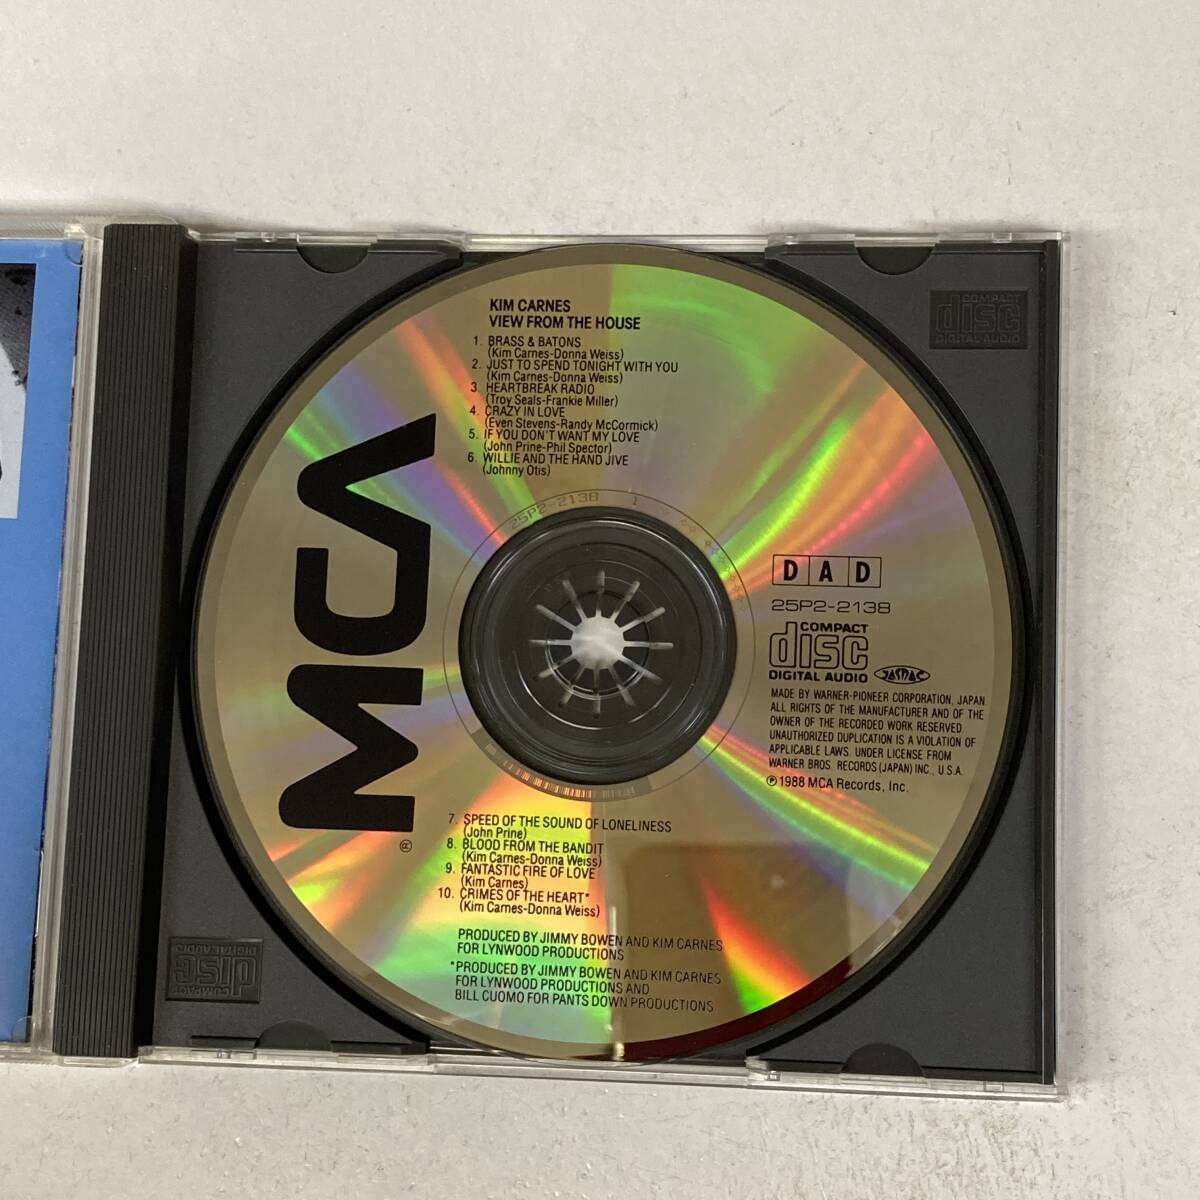 KIM CARNES
VIEW FROM THE HOUSE
1. BRASS & BATONS
(Kim Carnes-Donna Weiss)
2. JUST TO SPEND TONIGHT WITH YOU
(Kim Carnes-Donna Weiss)
3. HEARTBREAK RADIO
(Troy Seals-Frankie Miller)
4. CRAZY IN LOVE
(Even Stevens-Randy McCormick)
5. IF YOU DON'T WANT MY LOVE
(John Prine-Phil Spector)
6. WILLIE AND THE HAND JIVE
(Johnny Otis)
25P2-2138 1
MCA
®
D A D
25P2-2138
COMPACT
disc
DIGITAL AUDIO
JASRAC
MADE BY WARNER-PIONEER CORPORATION, JAPAN
ALL RIGHTS OF THE MANUFACTURER AND OF THE
OWNER OF THE RECORDED WORK RESERVED.
UNAUTHORIZED DUPLICATION IS A VIOLATION OF
APPLICABLE LAWS. UNDER LICENSE FROM
WARNER BROS. RECORDS (JAPAN) INC., U.S.A.
℗1988 MCA Records, Inc.
7. SPEED OF THE SOUND OF LONELINESS
(John Prine)
8. BLOOD FROM THE BANDIT
(Kim Carnes-Donna Weiss)
9. FANTASTIC FIRE OF LOVE
(Kim Carnes)
10. CRIMES OF THE HEART*
(Kim Carnes-Donna Weiss)
PRODUCED BY JIMMY BOWEN AND KIM CARNES
FOR LYNWOOD PRODUCTIONS
*PRODUCED BY JIMMY BOWEN AND KIM CARNES
FOR LYNWOOD PRODUCTIONS AND
BILL CUOMO FOR PANTS DOWN PRODUCTIONS
COMPACT
disc
DIGITAL AUDIO
COMPACT
disc
DIGITAL AUDIO